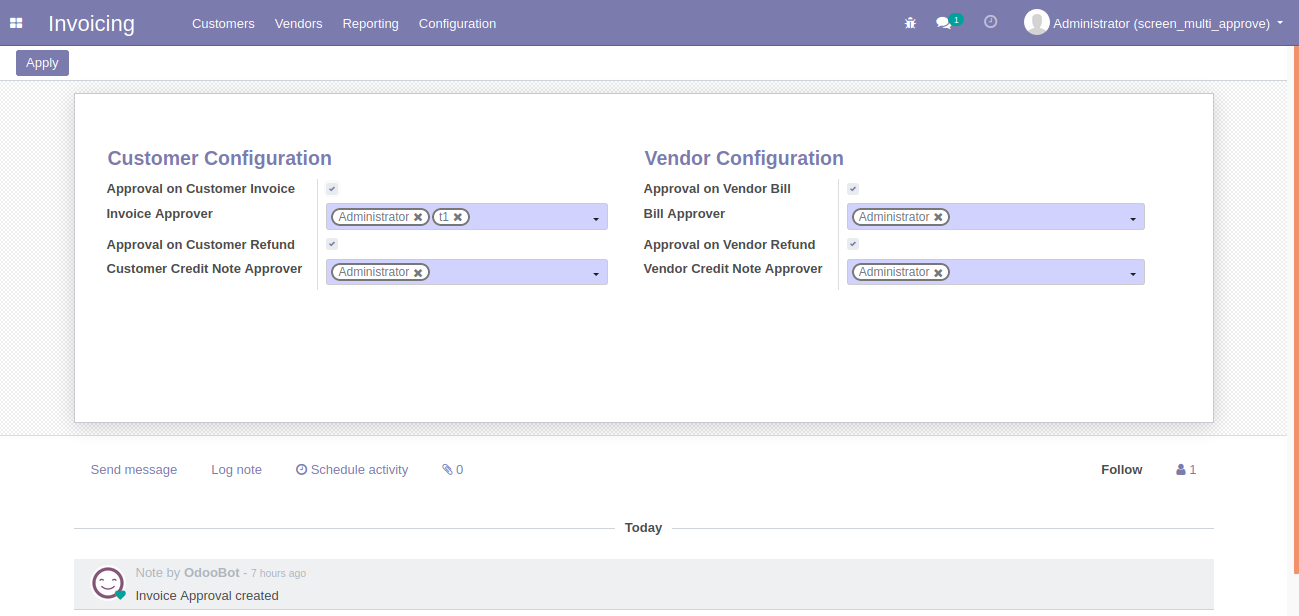 Invoicing Customers Vendors Reporting Configuration 1 Administrator (screen_multi_approve)
Apply
Customer Configuration Vendor Configuration
Approval on Customer Invoice Approval on Vendor Bill
Invoice Approver Administrator t1 Bill Approver Administrator
Approval on Customer Refund Approval on Vendor Refund
Customer Credit Note Approver Administrator Vendor Credit Note Approver Administrator
Send message Log note Schedule activity 0 Follow 1
Today
Note by OdooBot - 7 hours ago
Invoice Approval created